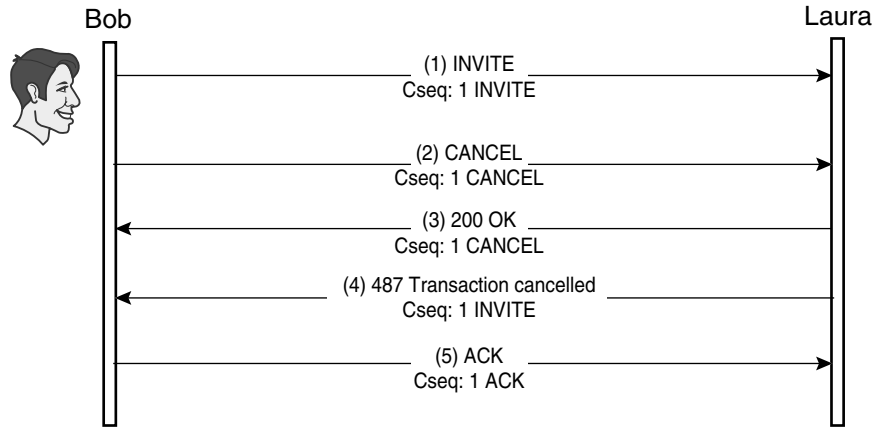 Bob
Laura
(1) INVITE
Cseq: 1 INVITE
(2) CANCEL
Cseq: 1 CANCEL
(3) 200 OK
Cseq: 1 CANCEL
(4) 487 Transaction cancelled
Cseq: 1 INVITE
(5) ACK
Cseq: 1 ACK